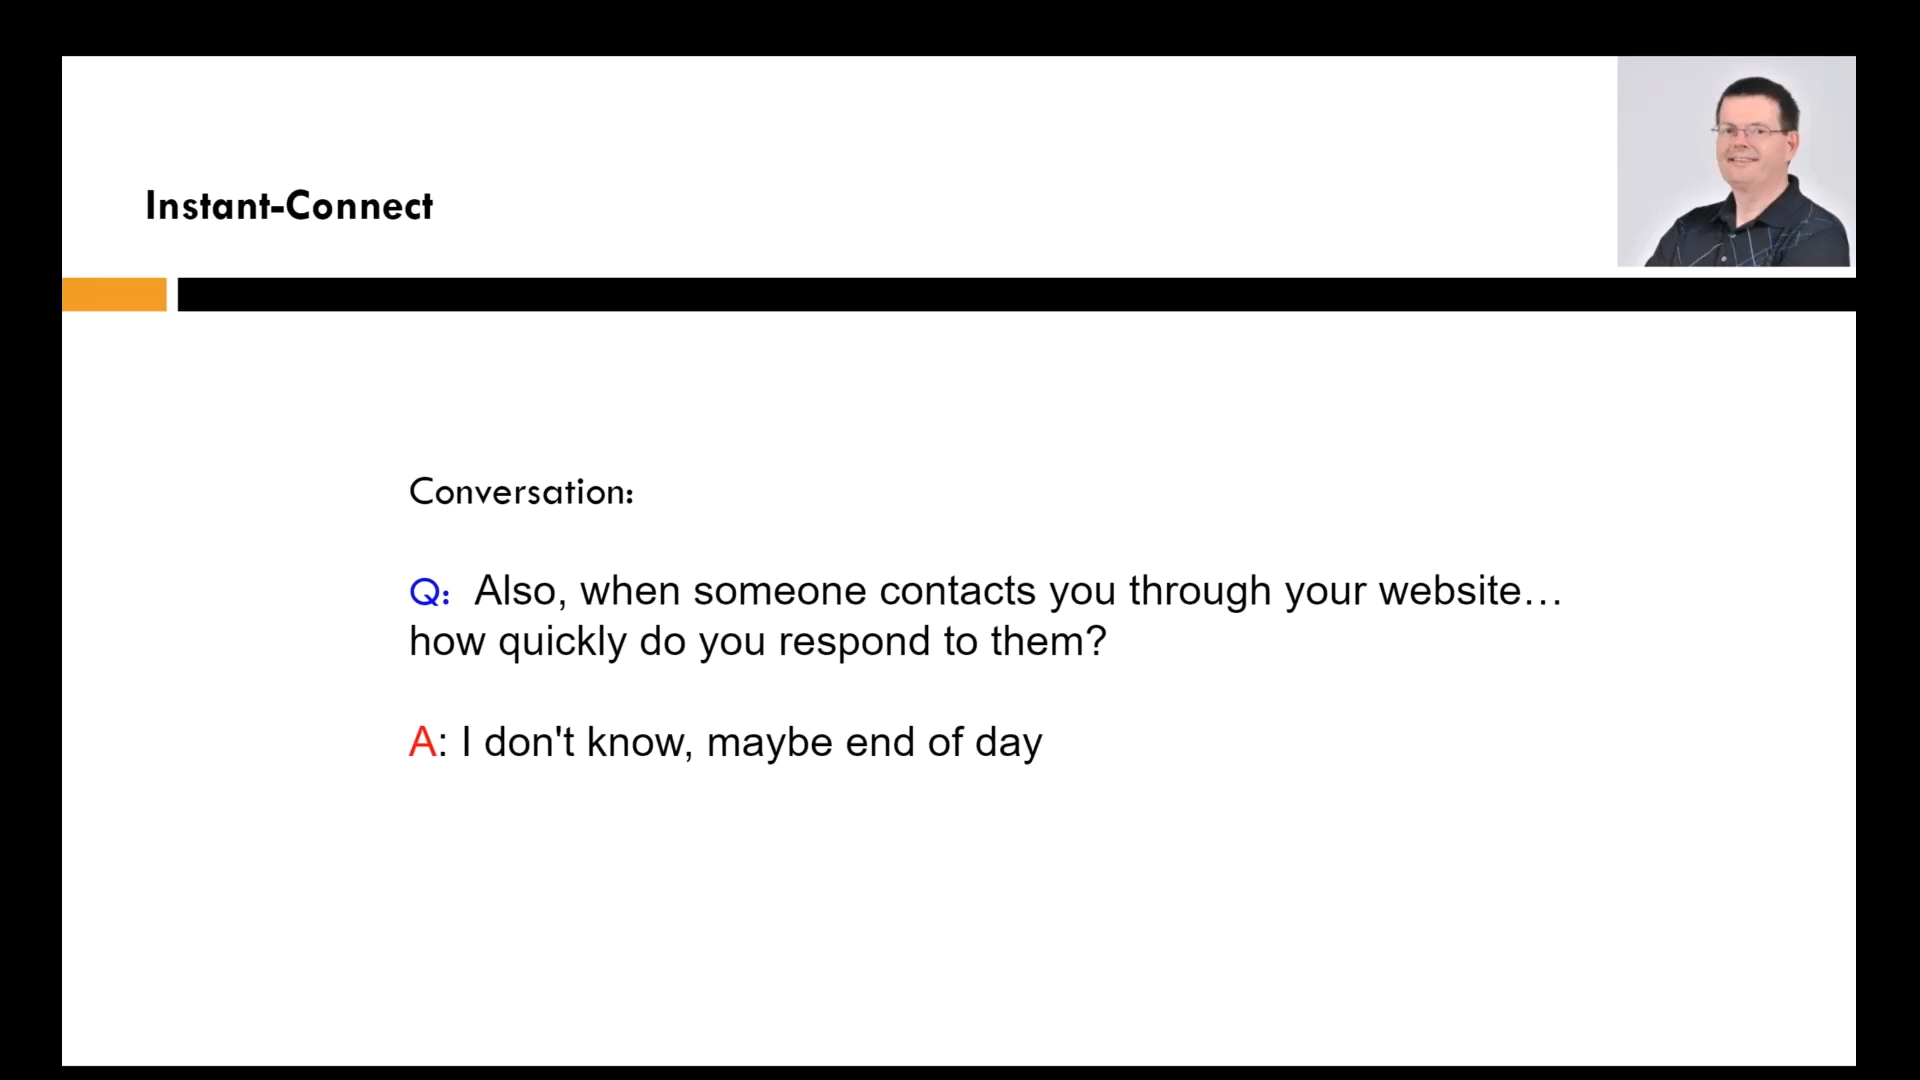 Instant-Connect
Conversation:
Q: Also, when someone contacts you through your website…
how quickly do you respond to them?
A: I don't know, maybe end of day